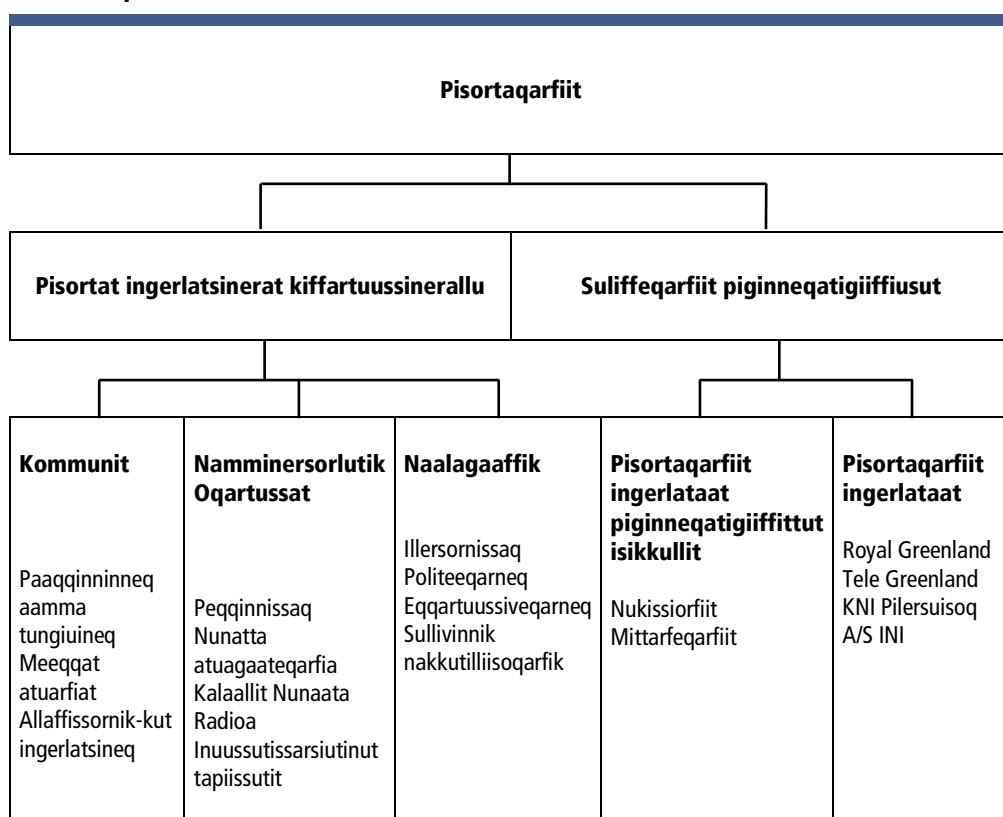 Pisortaqarfiit
Pisortat ingerlatsinerat kiffartuussinerallu
Suliffeqarfiit piginneqatigiiffiusut
Kommunit
Paaqqinninneq
aamma
tungiuineq
Meeqqat
atuarfiat
Allaffissornik-kut
ingerlatsineq
Namminersorlutik
Oqartussat
Peqqinnissaq
Nunatta
atuagaateqarfia
Kalaallit Nunaata
Radioa
Inuussutissarsiutinut
tapiissutit
Naalagaaffik
Illersornissaq
Politeeqarneq
Eqqartuussiveqarneq
Sullivinnik
nakkutilliisoqarfik
Pisortaqarfiit
ingerlataat
piginneqatigiiffittut
isikkullit
Nukissiorfiit
Mittarfeqarfiit
Pisortaqarfiit
ingerlataat
Royal Greenland
Tele Greenland
KNI Pilersuisoq
A/S INI